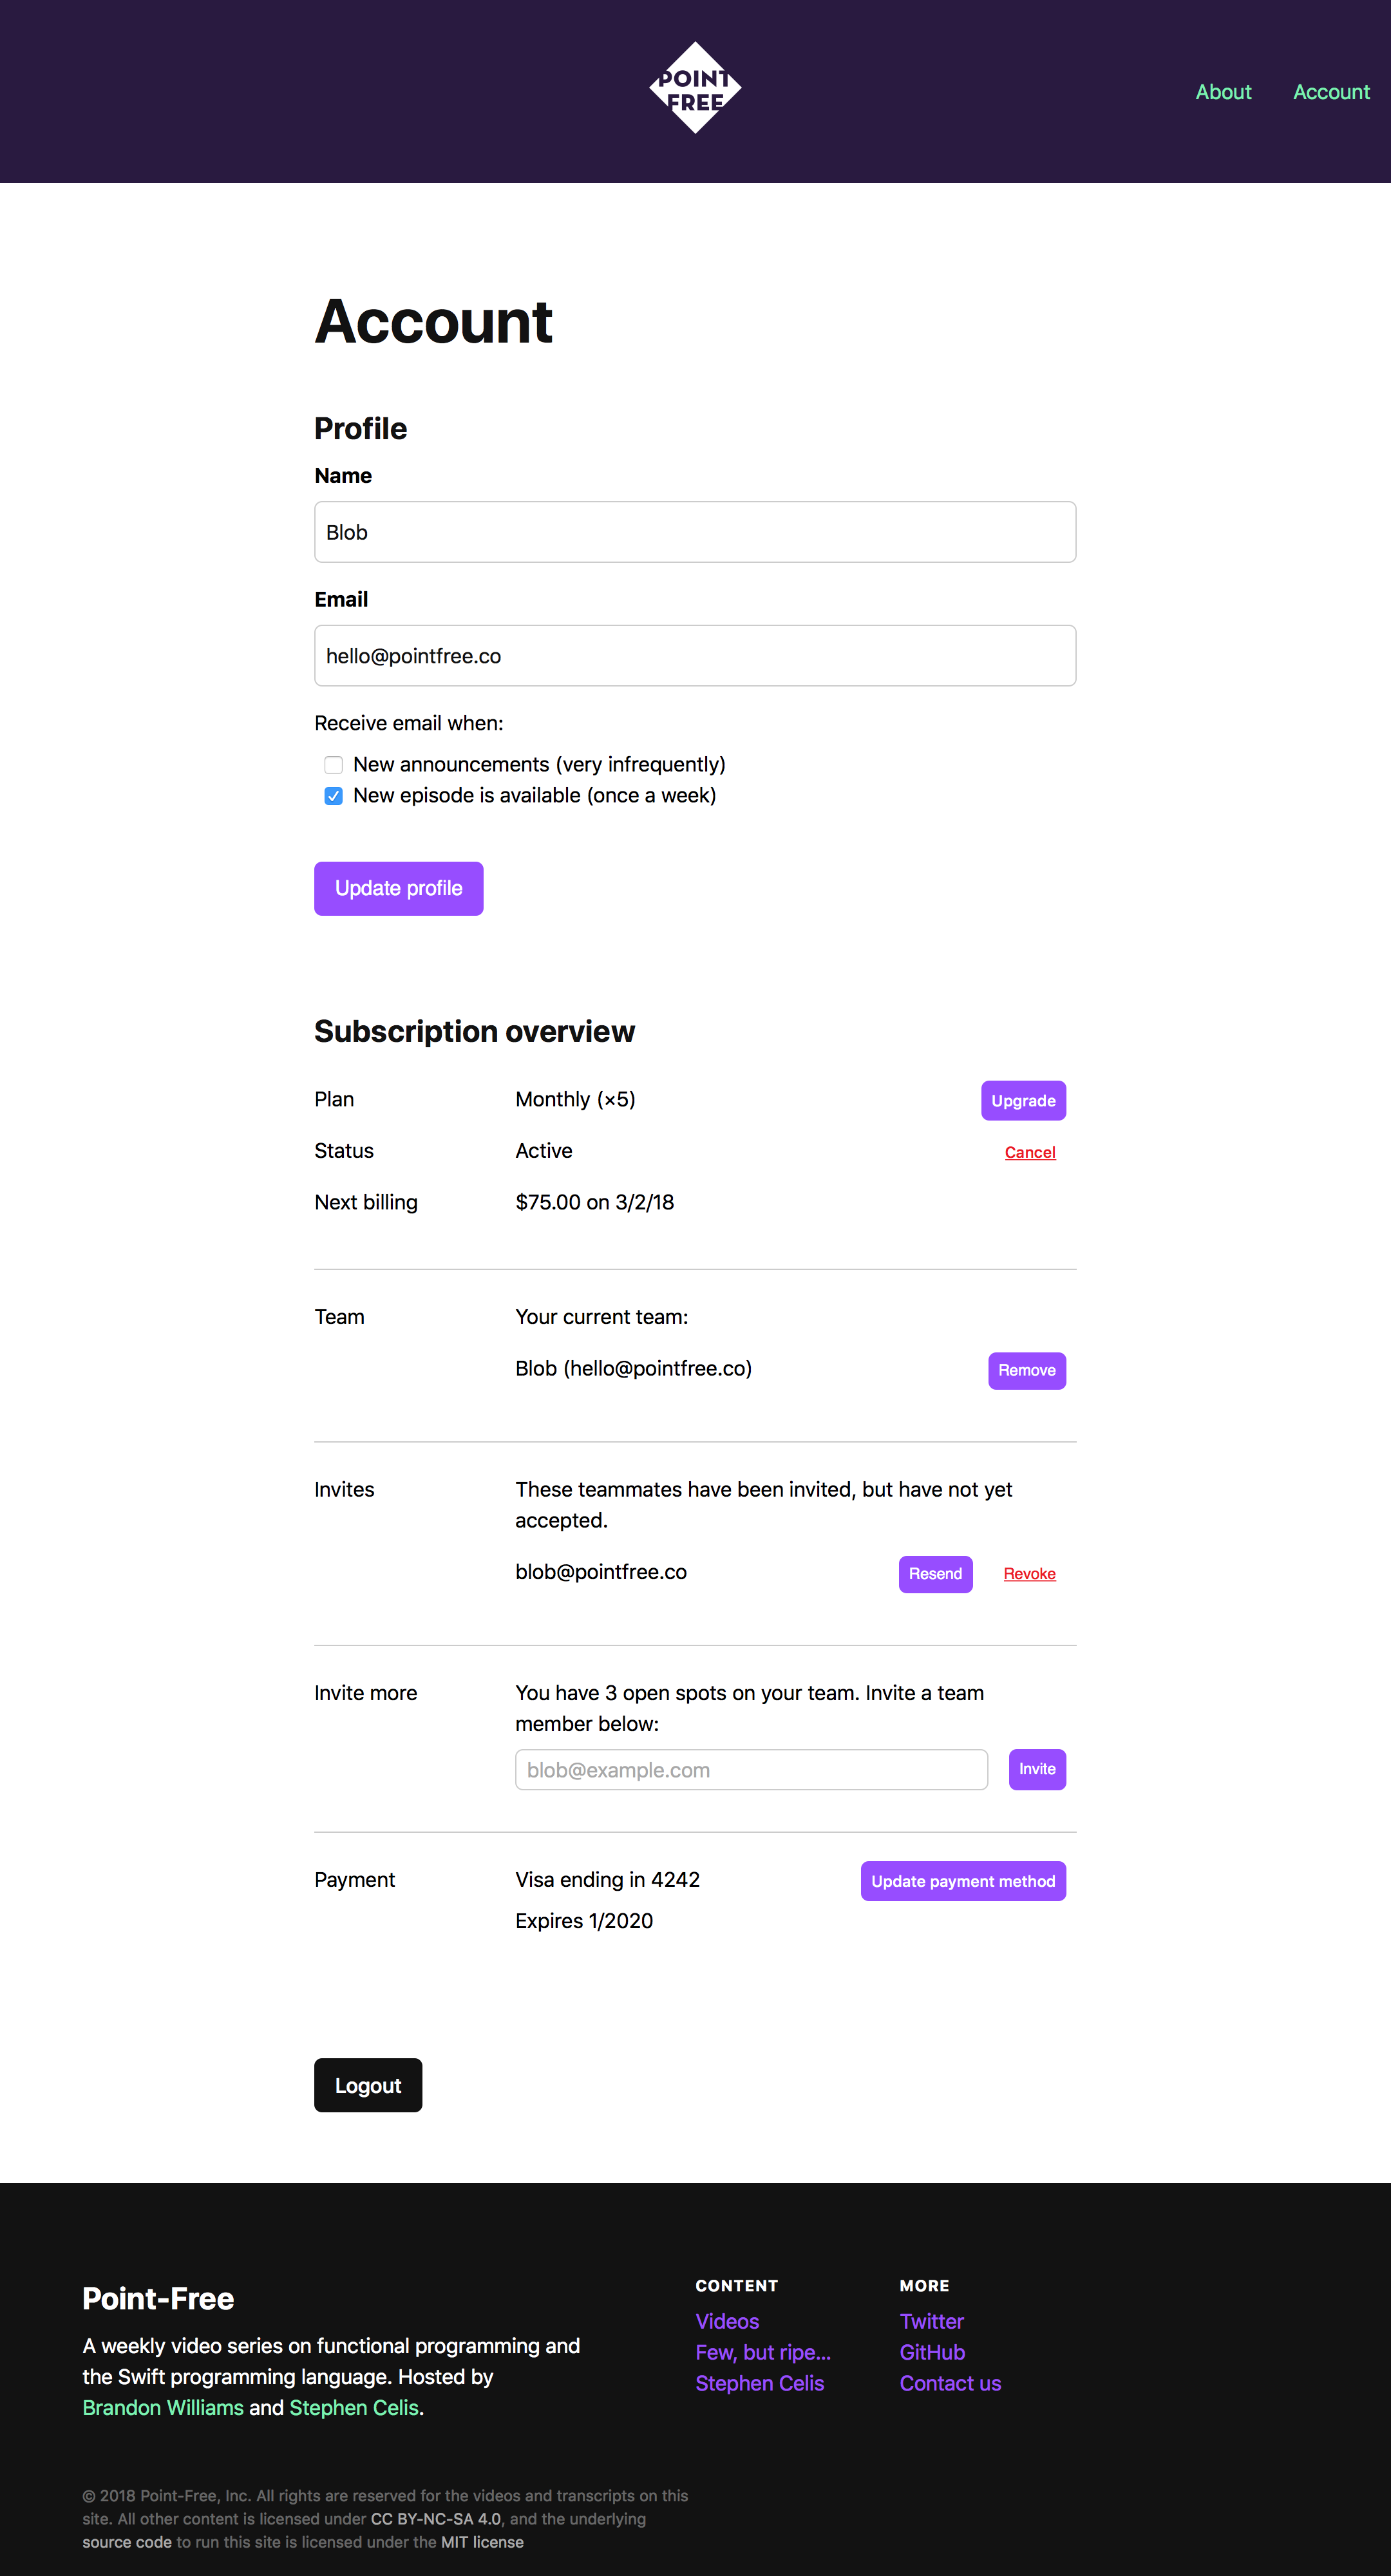 POINT
FREE
About
Account
Account
Profile
Name
Blob
Email
hello@pointfree.co
Receive email when:
New announcements (very infrequently)
New episode is available (once a week)
Update profile
Subscription overview
Plan Monthly (×5) Upgrade
Status Active Cancel
Next billing $75.00 on 3/2/18
Team Your current team:
Blob (hello@pointfree.co) Remove
Invites These teammates have been invited, but have not yet
accepted.
blob@pointfree.co Resend Revoke
Invite more You have 3 open spots on your team. Invite a team
member below:
blob@example.com Invite
Payment Visa ending in 4242 Update payment method
Expires 1/2020
Logout
Point-Free
A weekly video series on functional programming and
the Swift programming language. Hosted by
Brandon Williams and Stephen Celis.
CONTENT
Videos
Few, but ripe...
Stephen Celis
MORE
Twitter
GitHub
Contact us
© 2018 Point-Free, Inc. All rights are reserved for the videos and transcripts on this
site. All other content is licensed under CC BY-NC-SA 4.0, and the underlying
source code to run this site is licensed under the MIT license